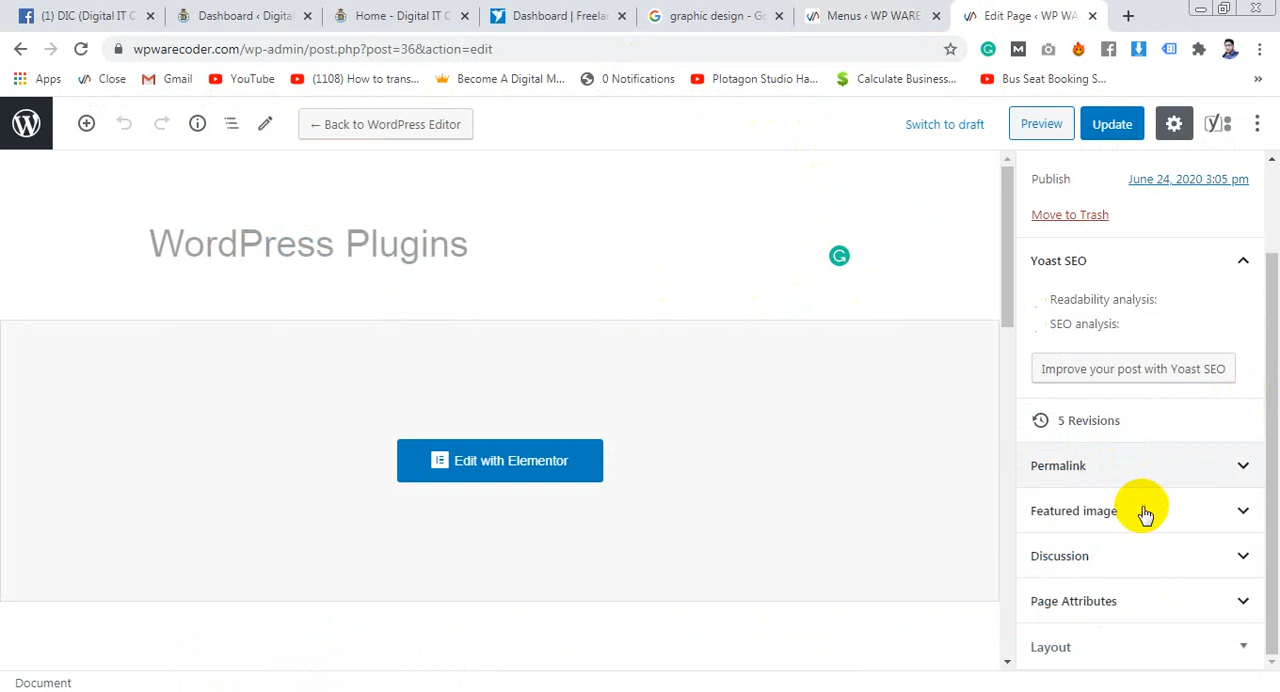 (1) DIC (Digital IT C
Dashboard ‹ Digital
Home - Digital IT C
Dashboard | Freelan
graphic design - Go
Menus ‹ WP WARE
Edit Page ‹ WP WA
wpwarecoder.com/wp-admin/post.php?post=36&action=edit
Apps
Close
Gmail
YouTube
(1108) How to trans...
Become A Digital M...
0 Notifications
Plotagon Studio Ha...
Calculate Business...
Bus Seat Booking S...
← Back to WordPress Editor
Switch to draft
Preview
Update
Publish
June 24, 2020 3:05 pm
Move to Trash
WordPress Plugins
Yoast SEO
Readability analysis:
SEO analysis:
Improve your post with Yoast SEO
5 Revisions
Edit with Elementor
Permalink
Featured image
Discussion
Page Attributes
Layout
Document